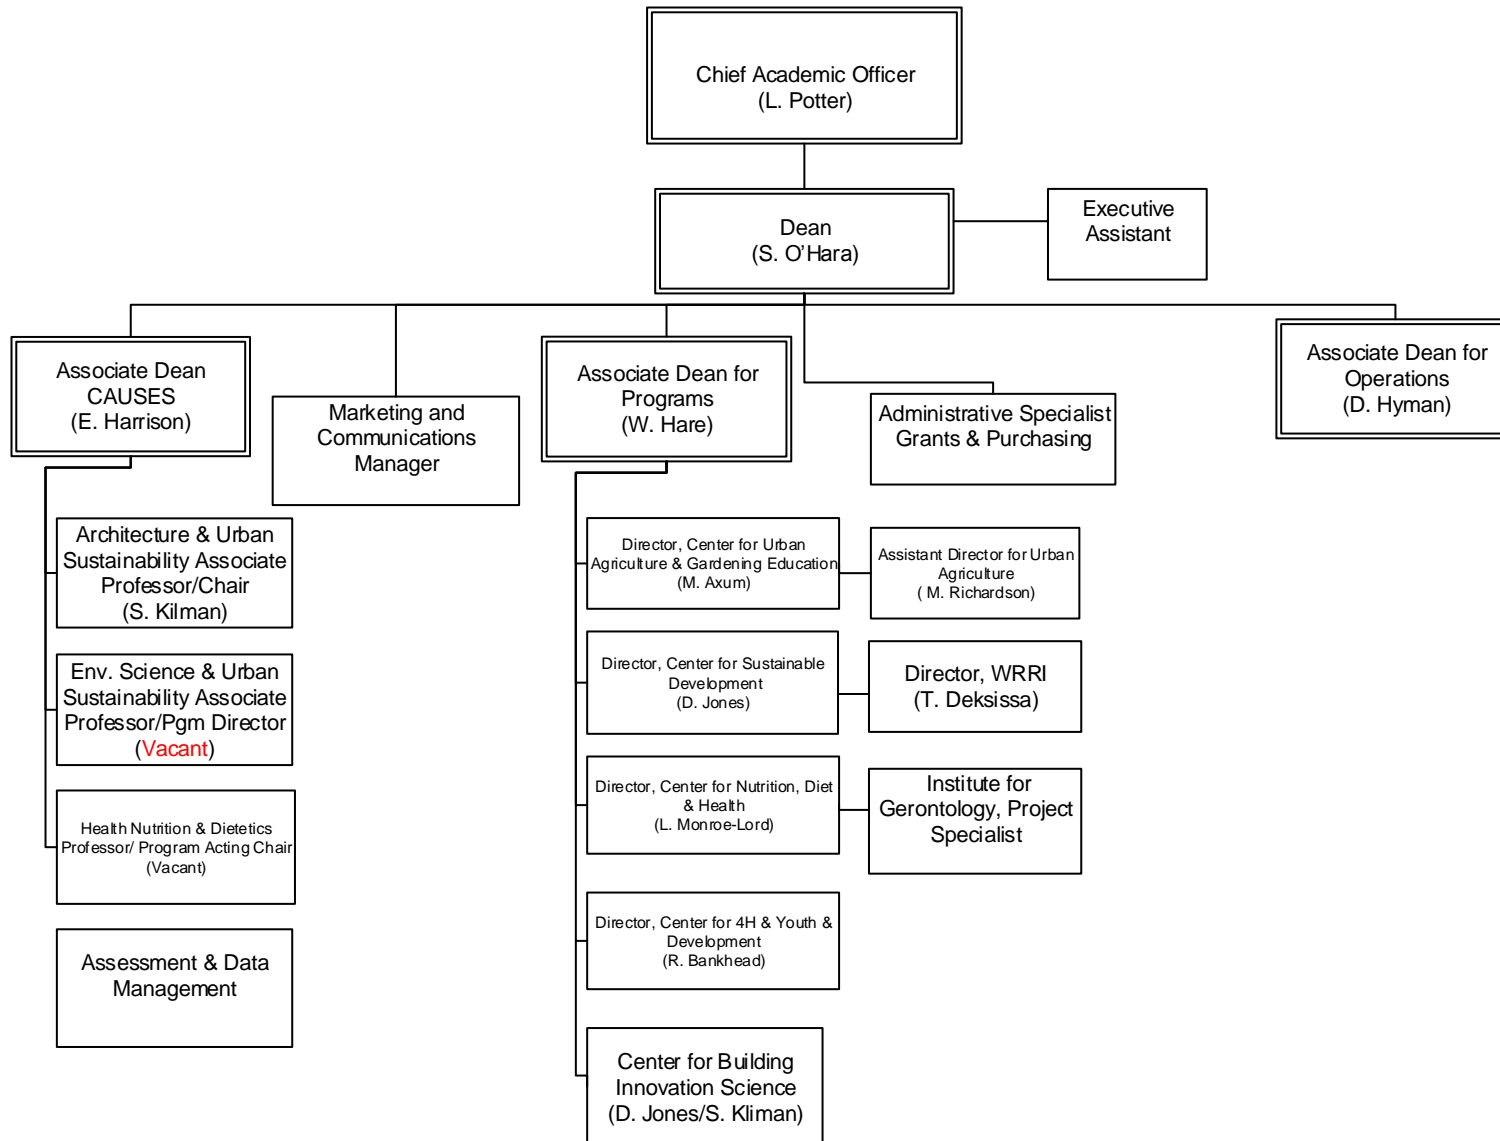 Chief Academic Officer
(L. Potter)
Dean
(S. O'Hara)
Executive
Assistant
Associate Dean
CAUSES
(E. Harrison)
Marketing and
Communications
Manager
Associate Dean for
Programs
(W. Hare)
Administrative Specialist
Grants & Purchasing
Associate Dean for
Operations
(D. Hyman)
Architecture & Urban
Sustainability Associate
Professor/Chair
(S. Kilman)
Env. Science & Urban
Sustainability Associate
Professor/Pgm Director
(Vacant)
Health Nutrition & Dietetics
Professor/ Program Acting Chair
(Vacant)
Assessment & Data
Management
Director, Center for Urban
Agriculture & Gardening Education
(M. Axum)
Assistant Director for Urban
Agriculture
( M. Richardson)
Director, Center for Sustainable
Development
(D. Jones)
Director, WRRI
(T. Deksissa)
Director, Center for Nutrition, Diet
& Health
(L. Monroe-Lord)
Institute for
Gerontology, Project
Specialist
Director, Center for 4H & Youth &
Development
(R. Bankhead)
Center for Building
Innovation Science
(D. Jones/S. Kliman)